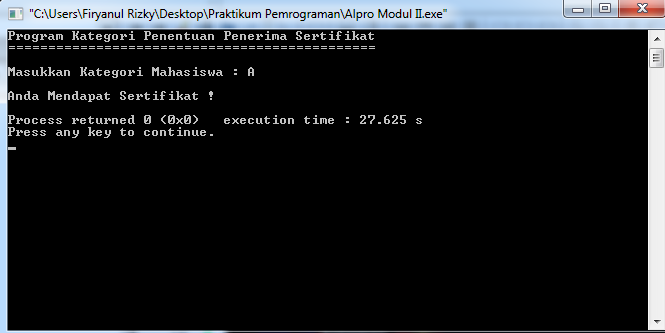 "C:\Users\Firyanul Rizky\Desktop\Praktikum Pemrograman\Alpro Modul II.exe"
Program Kategori Penentuan Penerima Sertifikat
==============================================
Masukkan Kategori Mahasiswa : A
Anda Mendapat Sertifikat !
Process returned 0 (0x0)   execution time : 27.625 s
Press any key to continue.